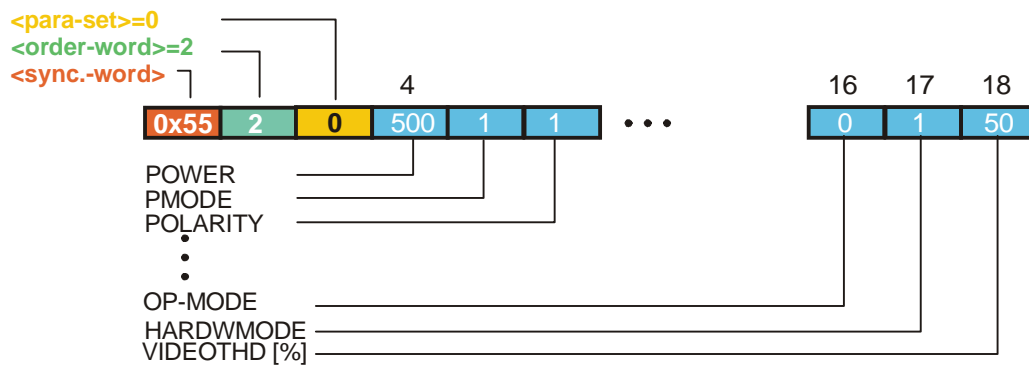 <para-set>=0
<order-word>=2
<sync.-word>
4 16 17 18
0x55 2 0 500 1 1 • • • 0 1 50
POWER
PMODE
POLARITY
•
•
•
OP-MODE
HARDWMODE
VIDEOTHD [%]